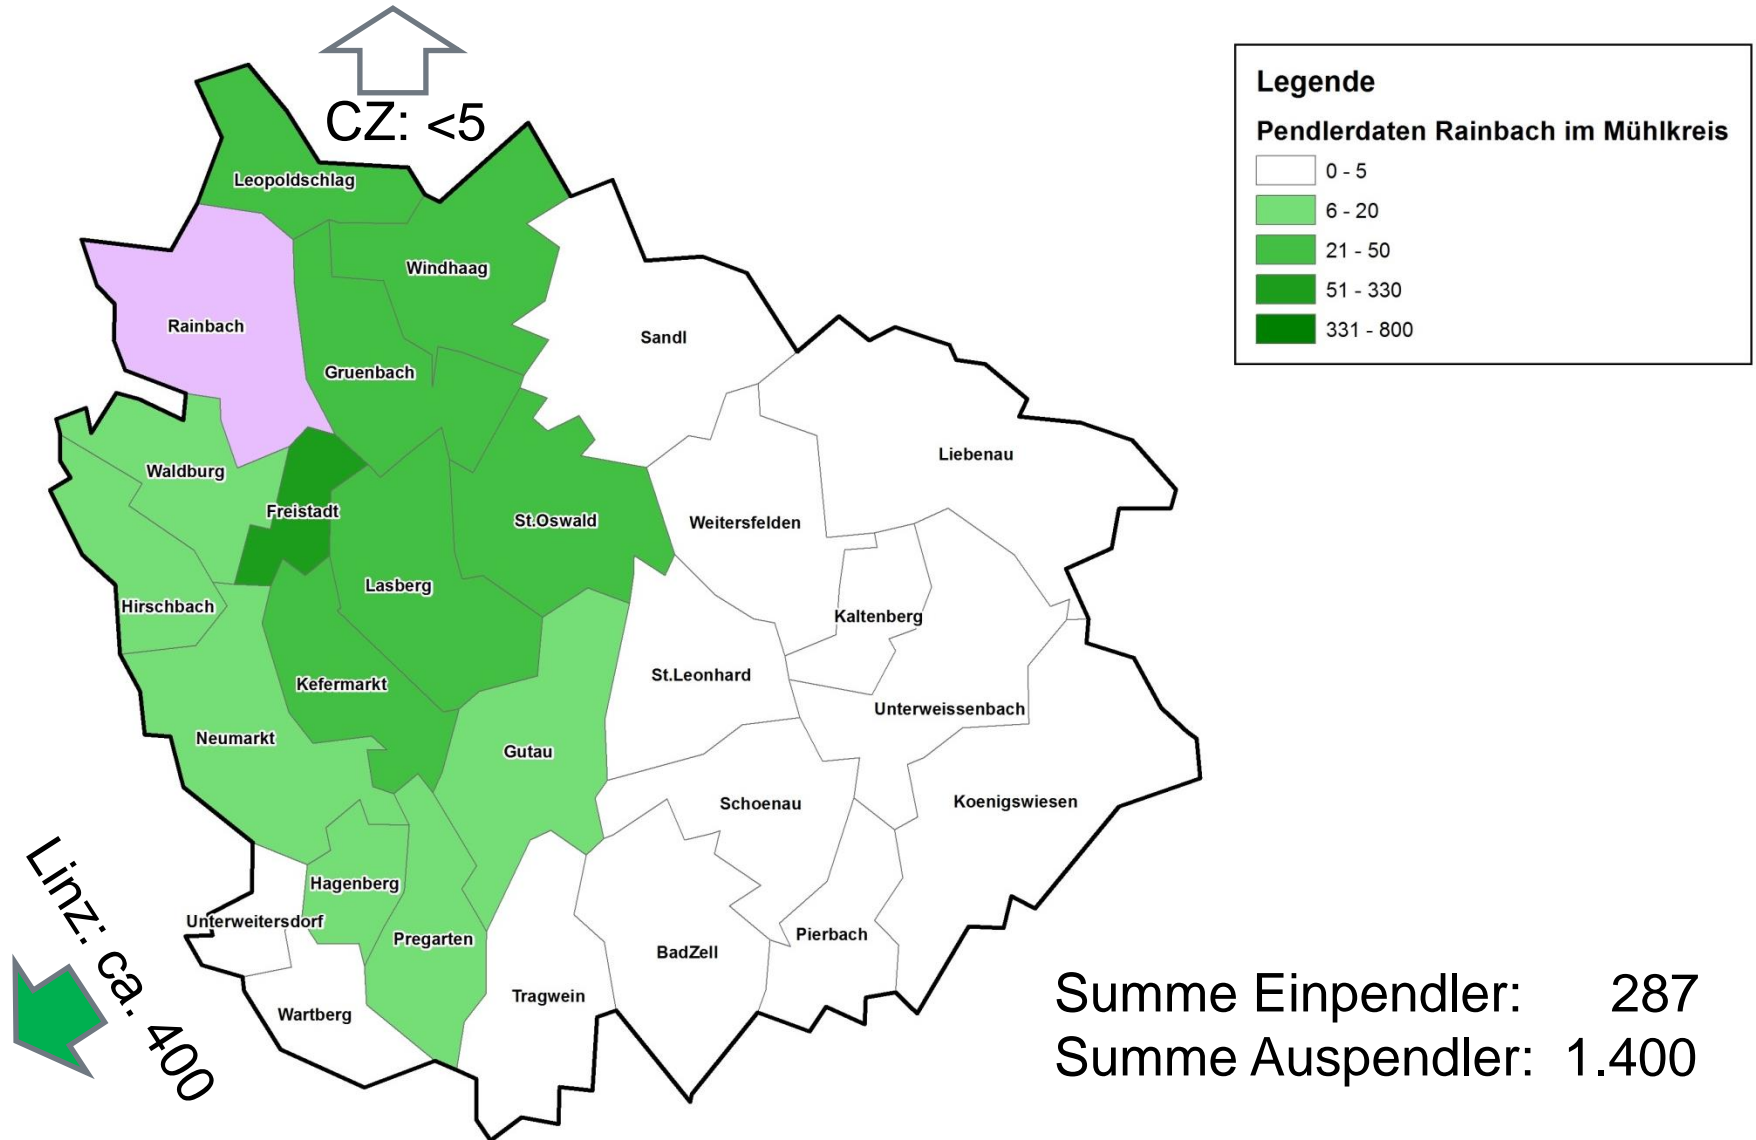 CZ: <5
Legende
Pendlerdaten Rainbach im Mühlkreis
0 - 5
6 - 20
21 - 50
51 - 330
331 - 800
Leopoldschlag
Windhaag
Rainbach
Sandl
Gruenbach
Liebenau
Waldburg
Freistadt
St.Oswald
Weitersfelden
Lasberg
Hirschbach
Kaltenberg
St.Leonhard
Kefermarkt
Unterweissenbach
Neumarkt
Gutau
Schoenau
Koenigswiesen
Hagenberg
Unterweitersdorf
Pregarten
Pierbach
BadZell
Tragwein
Wartberg
Linz: ca. 400
Summe Einpendler: 287
Summe Auspendler: 1.400